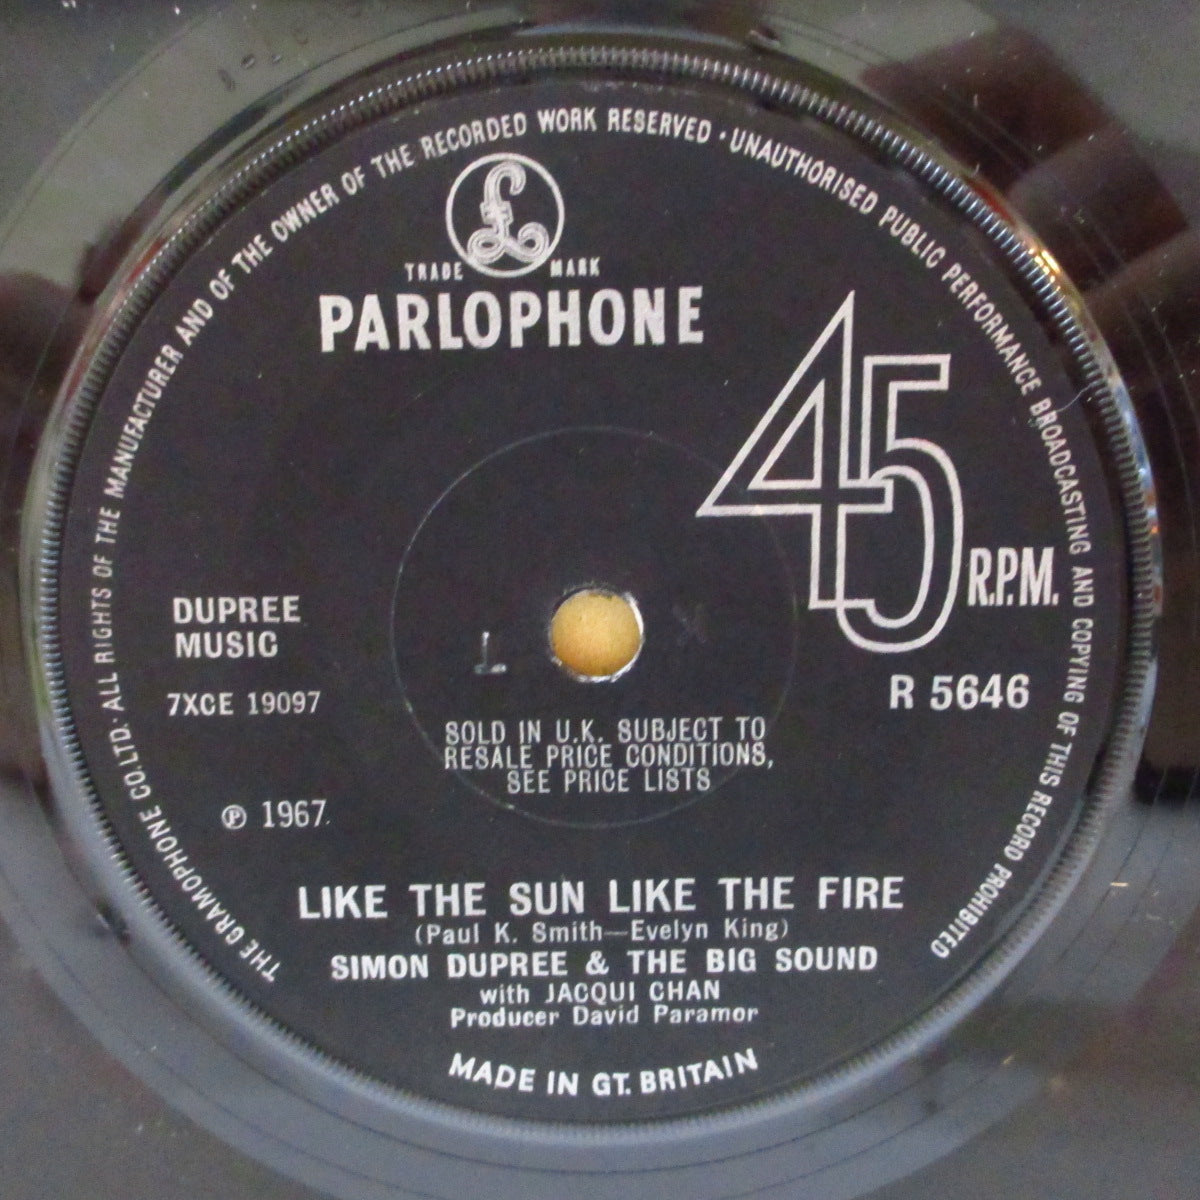 THE GRAMOPHONE CO.LTD. ALL RIGHTS OF THE MANUFACTURER AND OF THE OWNER OF THE RECORDED WORK RESERVED · UNAUTHORISED PUBLIC PERFORMANCE BROADCASTING AND COPYING OF THIS RECORD PROHIBITED
£
TRADE MARK
PARLOPHONE
45 R.P.M.
DUPREE
MUSIC
7XCE 19097
R 5646
SOLD IN U.K. SUBJECT TO
RESALE PRICE CONDITIONS,
SEE PRICE LISTS
℗ 1967.
LIKE THE SUN LIKE THE FIRE
(Paul K. Smith—Evelyn King)
SIMON DUPREE & THE BIG SOUND
with JACQUI CHAN
Producer David Paramor
MADE IN GT. BRITAIN